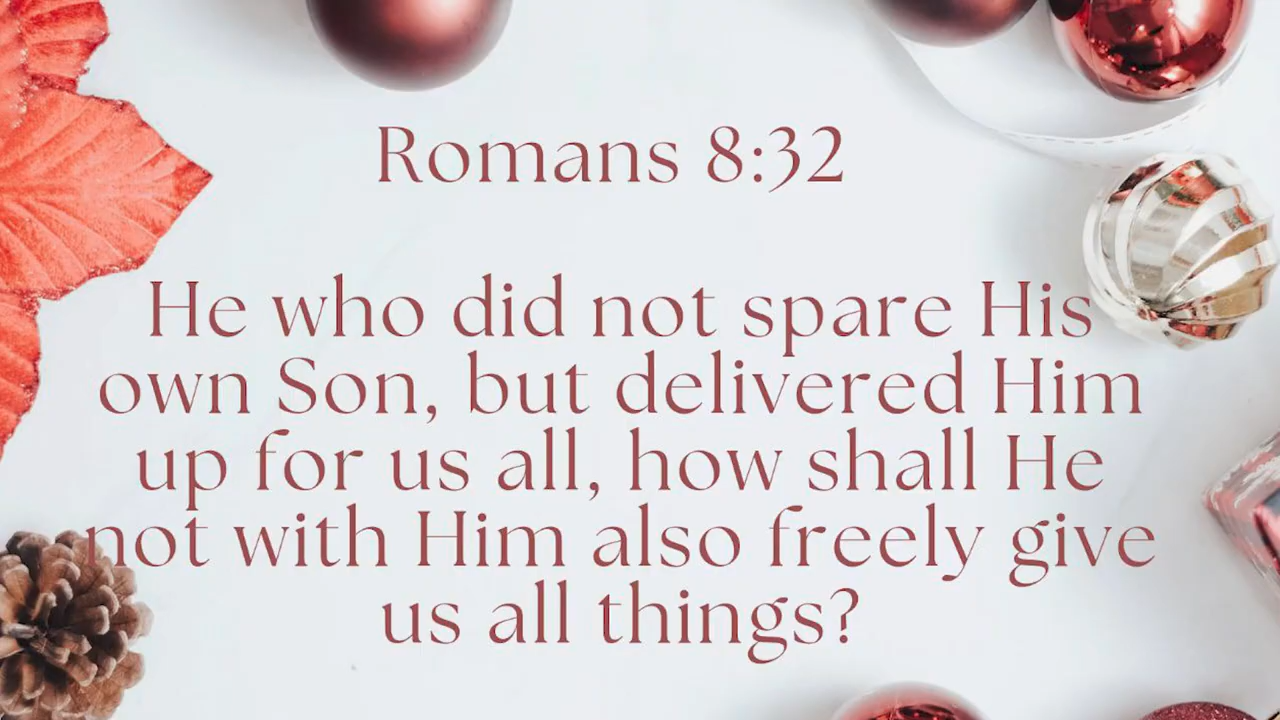 Romans 8:32
He who did not spare His
own Son, but delivered Him
up for us all, how shall He
not with Him also freely give
us all things?